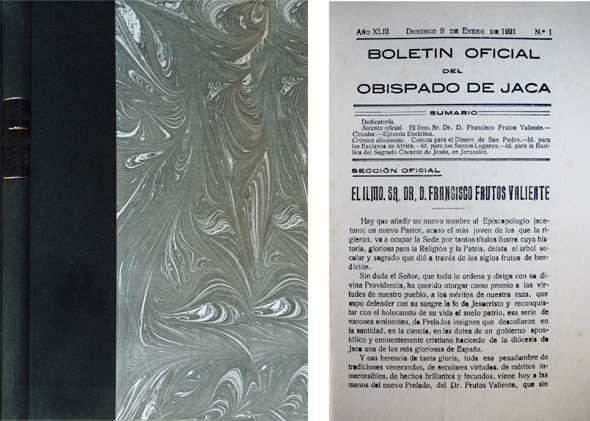 AÑO XLIII DOMINGO 9 DE ENERO DE 1921 N.º 1
BOLETIN OFICIAL
DEL
OBISPADO DE JACA
SUMARIO
Dedicatoria.
Sección oficial. El Ilmo. Sr. Dr. D. Francisco Frutos Valiente.—
Circular.—Epístola Encíclica.
Crónica diocesana. Colecta para el Dinero de San Pedro.—Id. para
los Esclavos de Africa.—Id. para los Santos Lugares.—Id. para la Basí-
lica del Sagrado Corazón de Jesús, en Jerusalén.
SECCIÓN OFICIAL
EL ILMO. SR. DR. D. FRANCISCO FRUTOS VALIENTE
Hay que añadir un nuevo nombre al Episcopologio jace-
tano; un nuevo Pastor, acaso el más joven de los que la ri-
gieron, va a ocupar la Sede por tantos títulos ilustre cuya his-
toria, gloriosa para la Religión y la Patria, delata el árbol se-
cular y sagrado que dió a través de los siglos frutos de ben-
dición.
Sin duda el Señor, que todo lo ordena y dirige con su di-
vina Providencia, ha querido otorgar como premio a las vir-
tudes de nuestro pueblo, a los méritos de nuestra raza, que
supo defender con su sangre la fe de Jesucristo y reconquis-
tar con el holocausto de su vida el suelo patrio, esa serie de
varones eminentes, de Prelados insignes que descollaron en
la santidad, en la ciencia, en las dotes de un gobierno apos-
tólico y eminentemente cristiano haciendo de la diócesis de
Jaca una de las más gloriosas de España.
Y esa herencia de tanta gloria, toda esa pesadumbre de
tradiciones venerandas, de seculares virtudes, de méritos in-
marcesibles, de hechos brillantes y fecundos, viene hoy a las
manos del nuevo Prelado, del Dr. Frutos Valiente, que sin